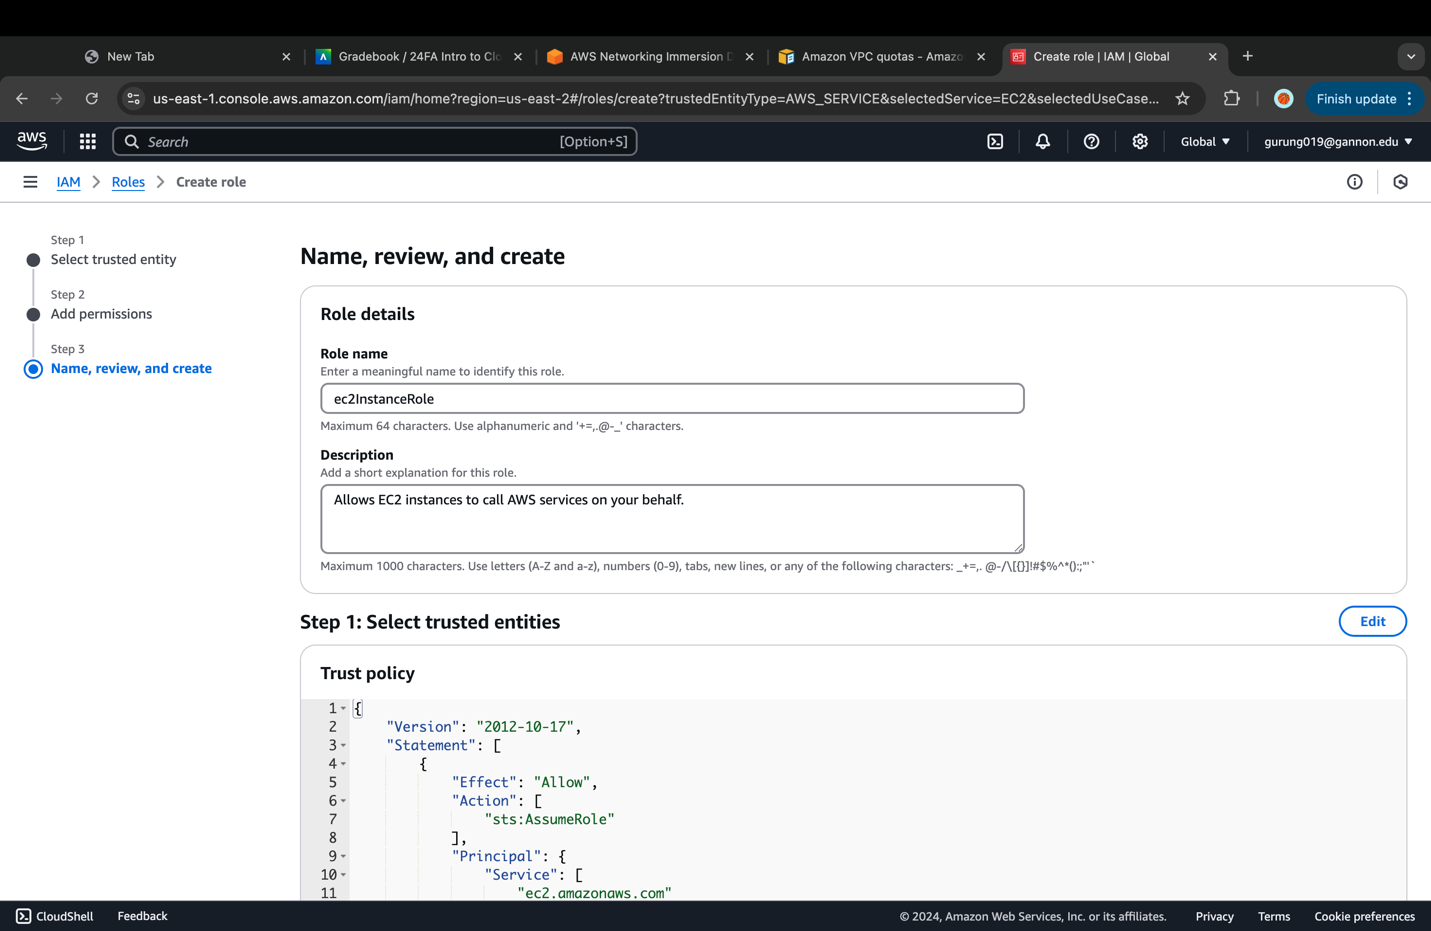 New Tab
Gradebook / 24FA Intro to Clo
AWS Networking Immersion D
Amazon VPC quotas - Amazo
Create role | IAM | Global
us-east-1.console.aws.amazon.com/iam/home?region=us-east-2#/roles/create?trustedEntityType=AWS_SERVICE&selectedService=EC2&selectedUseCase...
Finish update
aws
Search
[Option+S]
Global
gurung019@gannon.edu
IAM
Roles
Create role
Step 1
Select trusted entity
Step 2
Add permissions
Step 3
Name, review, and create
Name, review, and create
Role details
Role name
Enter a meaningful name to identify this role.
ec2InstanceRole
Maximum 64 characters. Use alphanumeric and '+=,.@-_' characters.
Description
Add a short explanation for this role.
Allows EC2 instances to call AWS services on your behalf.
Maximum 1000 characters. Use letters (A-Z and a-z), numbers (0-9), tabs, new lines, or any of the following characters: _+=,. @-/\[{}]!#$%^*();:"'`
Step 1: Select trusted entities
Edit
Trust policy
1 {
2 "Version": "2012-10-17",
3 "Statement": [
4 {
5 "Effect": "Allow",
6 "Action": [
7 "sts:AssumeRole"
8 ],
9 "Principal": {
10 "Service": [
11 "ec2.amazonaws.com"
CloudShell
Feedback
© 2024, Amazon Web Services, Inc. or its affiliates.
Privacy
Terms
Cookie preferences